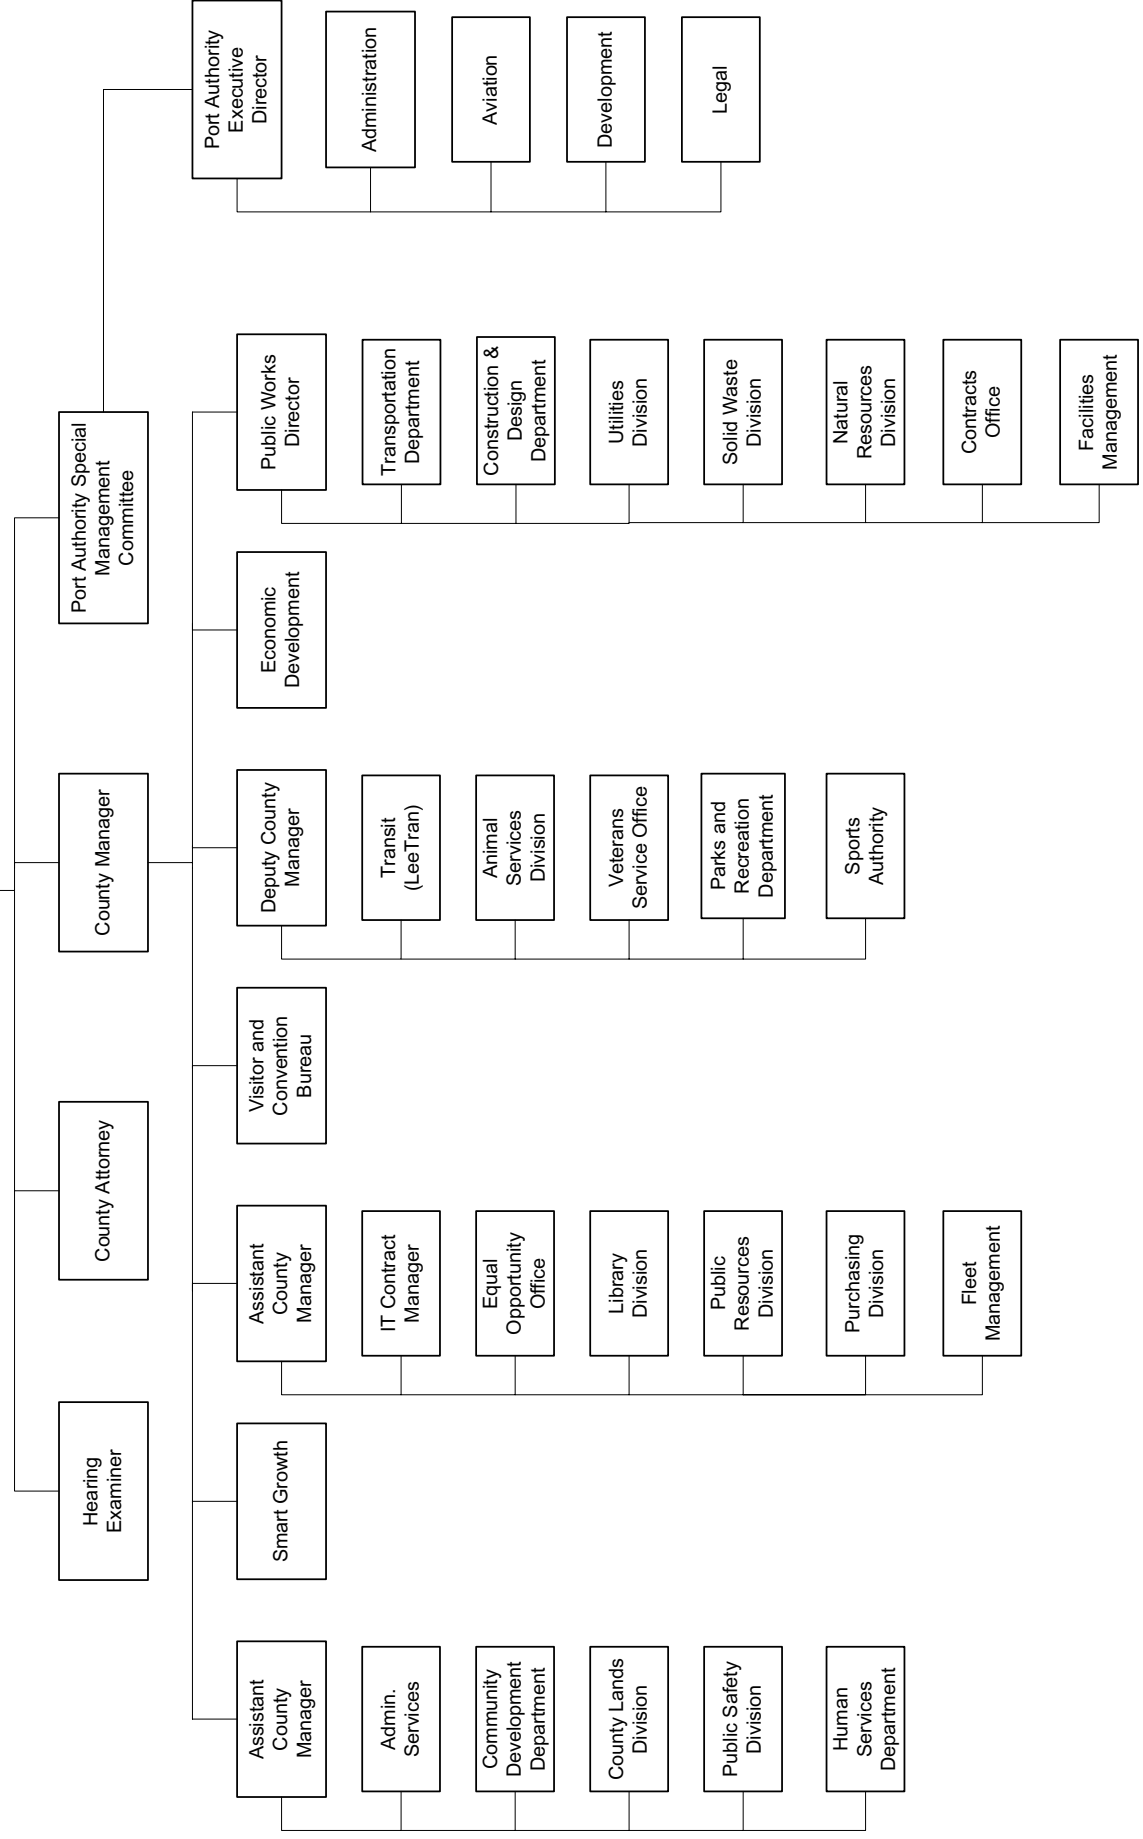 Hearing
Examiner
County Attorney
County Manager
Port Authority Special
Management
Committee
Assistant
County
Manager
Admin.
Services
Community
Development
Department
County Lands
Division
Public Safety
Division
Human
Services
Department
Smart Growth
Assistant
County
Manager
IT Contract
Manager
Equal
Opportunity
Office
Library
Division
Public
Resources
Division
Purchasing
Division
Fleet
Management
Visitor and
Convention
Bureau
Deputy County
Manager
Transit
(LeeTran)
Animal
Services
Division
Veterans
Service Office
Parks and
Recreation
Department
Sports
Authority
Economic
Development
Public Works
Director
Transportation
Department
Construction &
Design
Department
Utilities
Division
Solid Waste
Division
Natural
Resources
Division
Contracts
Office
Facilities
Management
Port Authority
Executive
Director
Administration
Aviation
Development
Legal